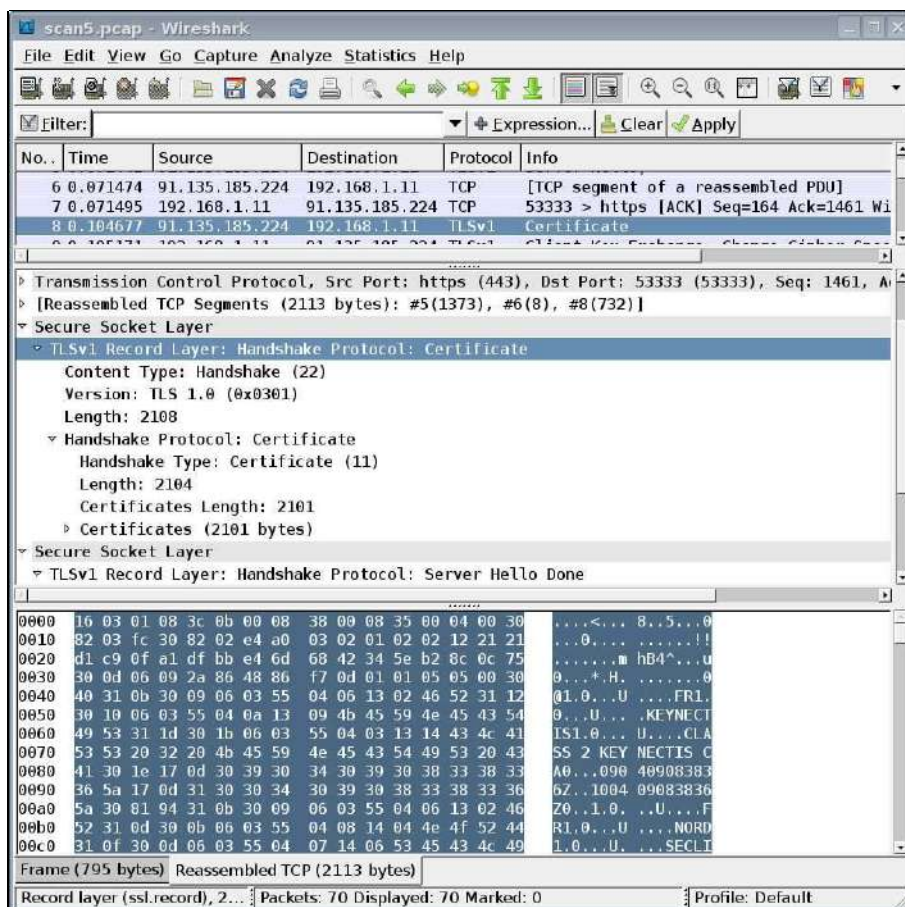 scan5.pcap - Wireshark
File Edit View Go Capture Analyze Statistics Help
Filter: Expression... Clear Apply
No.. Time Source Destination Protocol Info
6 0.071474 91.135.185.224 192.168.1.11 TCP [TCP segment of a reassembled PDU]
7 0.071495 192.168.1.11 91.135.185.224 TCP 53333 > https [ACK] Seq=164 Ack=1461 Wi
8 0.104677 91.135.185.224 192.168.1.11 TLSv1 Certificate
Transmission Control Protocol, Src Port: https (443), Dst Port: 53333 (53333), Seq: 1461, A
[Reassembled TCP Segments (2113 bytes): #5(1373), #6(8), #8(732)]
Secure Socket Layer
TLSv1 Record Layer: Handshake Protocol: Certificate
Content Type: Handshake (22)
Version: TLS 1.0 (0x0301)
Length: 2108
Handshake Protocol: Certificate
Handshake Type: Certificate (11)
Length: 2104
Certificates Length: 2101
Certificates (2101 bytes)
Secure Socket Layer
TLSv1 Record Layer: Handshake Protocol: Server Hello Done
0000 16 03 01 08 3c 0b 00 08 38 00 08 35 00 04 00 30 ....<... 8..5...0
0010 82 03 fc 30 82 02 e4 a0 03 02 01 02 02 12 21 21 ...0.... ......!!
0020 d1 c9 0f a1 df bb e4 6d 68 42 34 5e b2 8c 0c 75 .......m hB4^...u
0030 30 0d 06 09 2a 86 48 86 f7 0d 01 01 05 05 00 30 0...*.H. .......0
0040 40 31 0b 30 09 06 03 55 04 06 13 02 46 52 31 12 @1.0...U ....FR1.
0050 30 10 06 03 55 04 0a 13 09 4b 45 59 4e 45 43 54 0...U... .KEYNECT
0060 49 53 31 1d 30 1b 06 03 55 04 03 13 14 43 4c 41 IS1.0... U....CLA
0070 53 53 20 32 20 4b 45 59 4e 45 43 54 49 53 20 43 SS 2 KEY NECTIS C
0080 41 30 1e 17 0d 30 39 30 34 30 39 30 38 33 38 33 A0...090 40908383
0090 36 5a 17 0d 31 30 30 34 30 39 30 38 33 38 33 36 6Z..1004 09083836
00a0 5a 30 81 94 31 0b 30 09 06 03 55 04 06 13 02 46 Z0..1.0. ..U....F
00b0 52 31 0d 30 0b 06 03 55 04 08 14 04 4e 4f 52 44 R1.0...U ....NORD
00c0 31 0f 30 0d 06 03 55 04 07 14 06 53 45 43 4c 49 1.0...U. ...SECLI
Frame (795 bytes) Reassembled TCP (2113 bytes)
Record layer (ssl.record), 2... Packets: 70 Displayed: 70 Marked: 0 Profile: Default